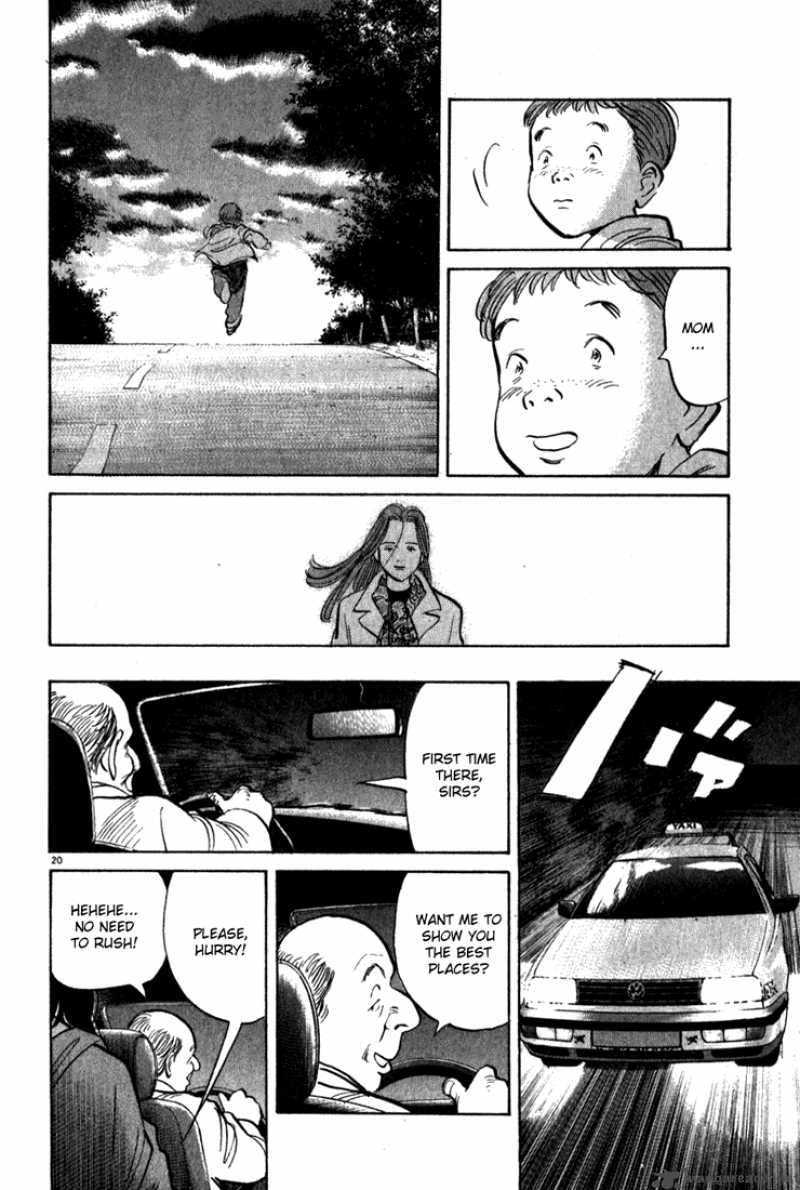 MOM
...
FIRST TIME
THERE,
SIRS?
バァ
TAXI
20
WANT ME TO
SHOW YOU
THE BEST
PLACES?
PLEASE,
HURRY!
HEHEHE...
NO NEED
TO RUSH!